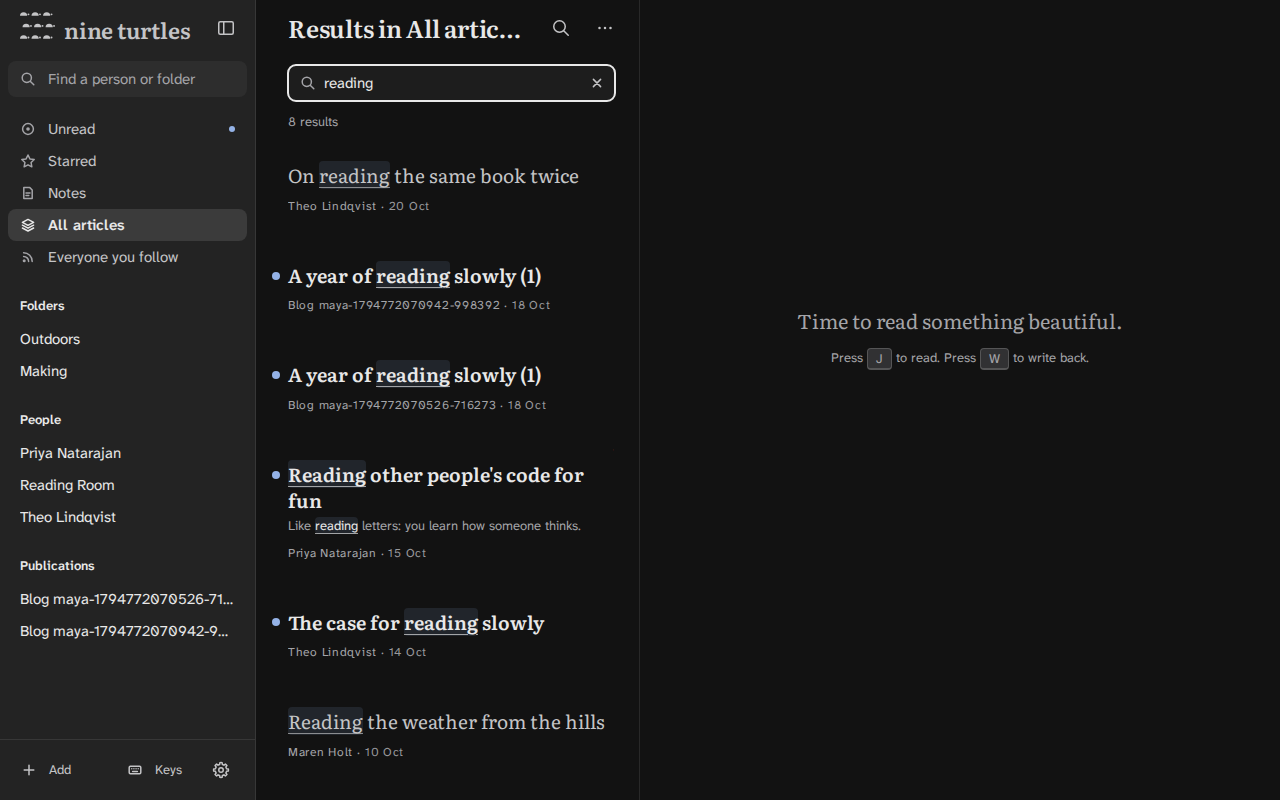 nine turtles
Find a person or folder
Unread
Starred
Notes
All articles
Everyone you follow
Folders
Outdoors
Making
People
Priya Natarajan
Reading Room
Theo Lindqvist
Publications
Blog maya-1794772070526-71...
Blog maya-1794772070942-9...
Add
Keys
Results in All artic...
reading
8 results
On reading the same book twice
Theo Lindqvist · 20 Oct
A year of reading slowly (1)
Blog maya-1794772070942-998392 · 18 Oct
A year of reading slowly (1)
Blog maya-1794772070526-716273 · 18 Oct
Reading other people's code for
fun
Like reading letters: you learn how someone thinks.
Priya Natarajan · 15 Oct
The case for reading slowly
Theo Lindqvist · 14 Oct
Reading the weather from the hills
Maren Holt · 10 Oct
Time to read something beautiful.
Press J to read. Press W to write back.